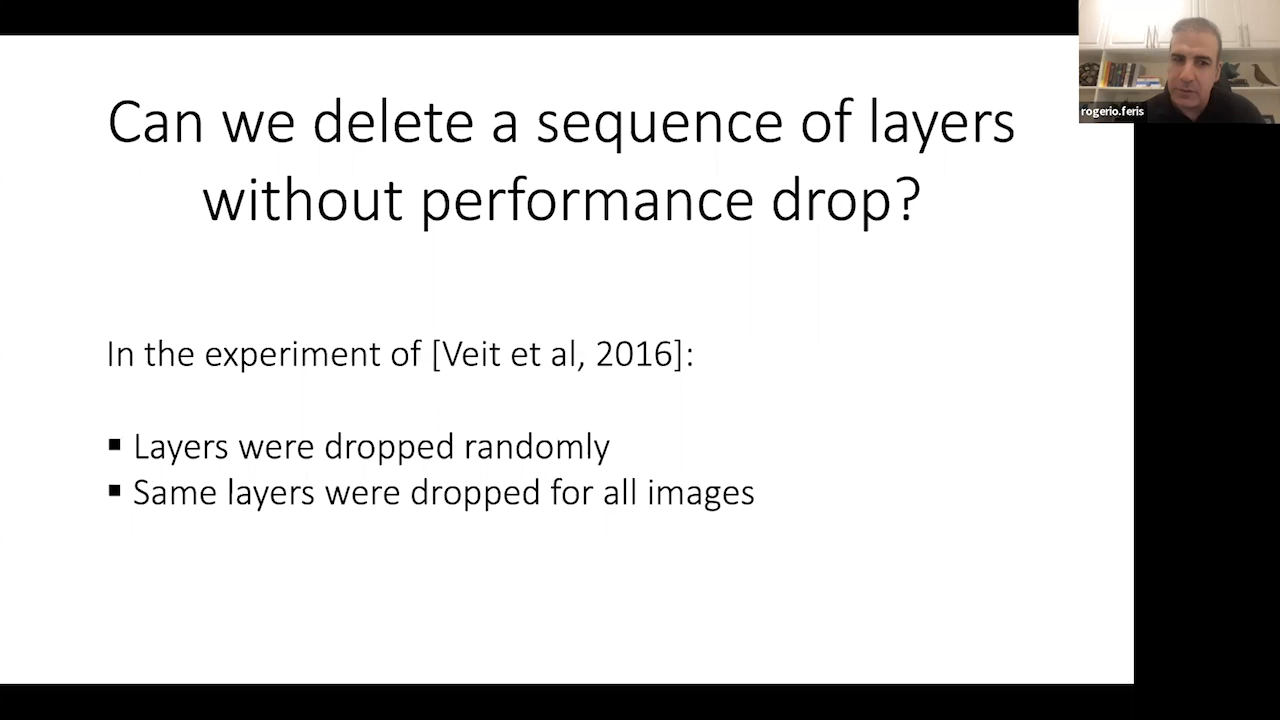 Can we delete a sequence of layers
without performance drop?
In the experiment of [Veit et al, 2016]:
▪ Layers were dropped randomly
▪ Same layers were dropped for all images
rogerio.feris